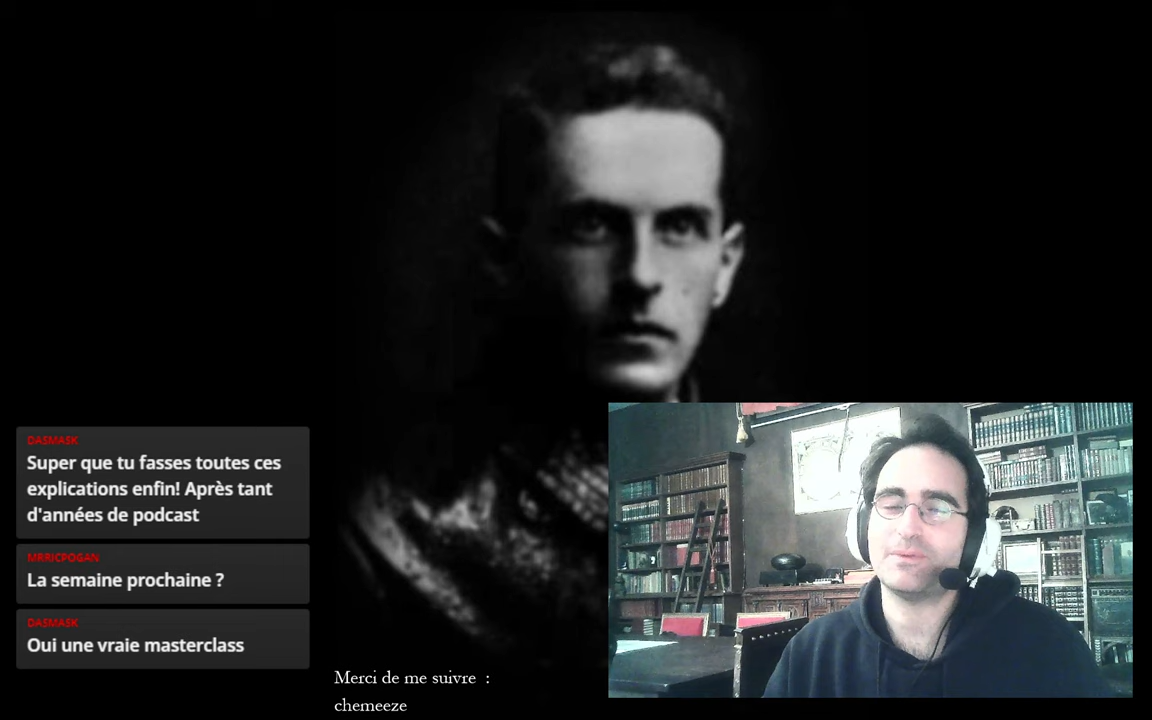 DASMASK
Super que tu fasses toutes ces
explications enfin! Après tant
d'années de podcast
MRRICPOGAN
La semaine prochaine ?
DASMASK
Oui une vraie masterclass
Merci de me suivre :
chemeeze